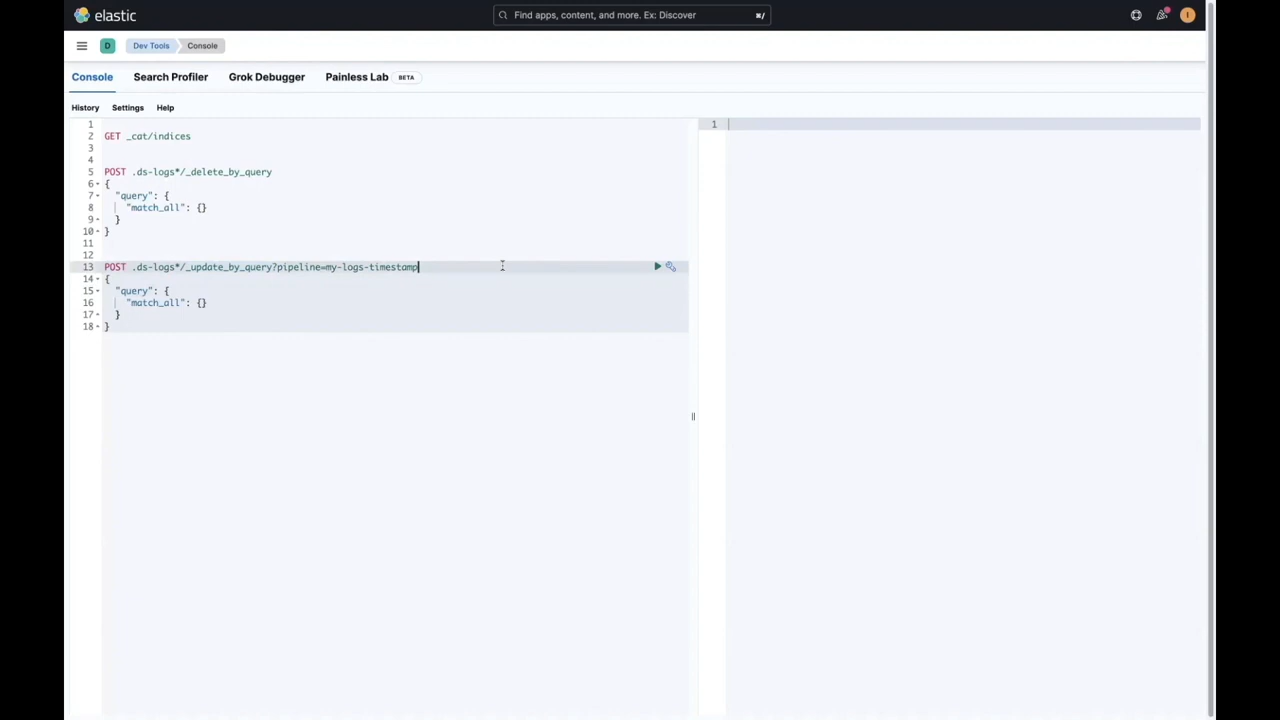 elastic
Find apps, content, and more. Ex: Discover
⌘/
I
D
Dev Tools
Console
Console
Search Profiler
Grok Debugger
Painless Lab
BETA
History
Settings
Help
1
2 GET _cat/indices
3
4
5 POST .ds-logs*/_delete_by_query
6 {
7 "query": {
8 "match_all": {}
9 }
10 }
11
12
13 POST .ds-logs*/_update_by_query?pipeline=my-logs-timestamp
14 {
15 "query": {
16 "match_all": {}
17 }
18 }
1